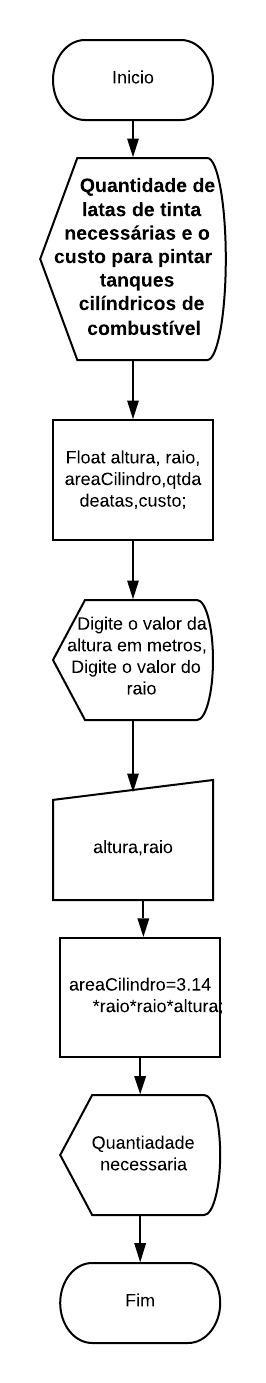 Inicio
Quantidade de
latas de tinta
necessárias e o
custo para pintar
tanques
cilíndricos de
combustível
Float altura, raio,
areaCilindro,qtda
deatas,custo;
Digite o valor da
altura em metros,
Digite o valor do
raio
altura,raio
areaCilindro=3.14
*raio*raio*altura;
Quantiadade
necessaria
Fim